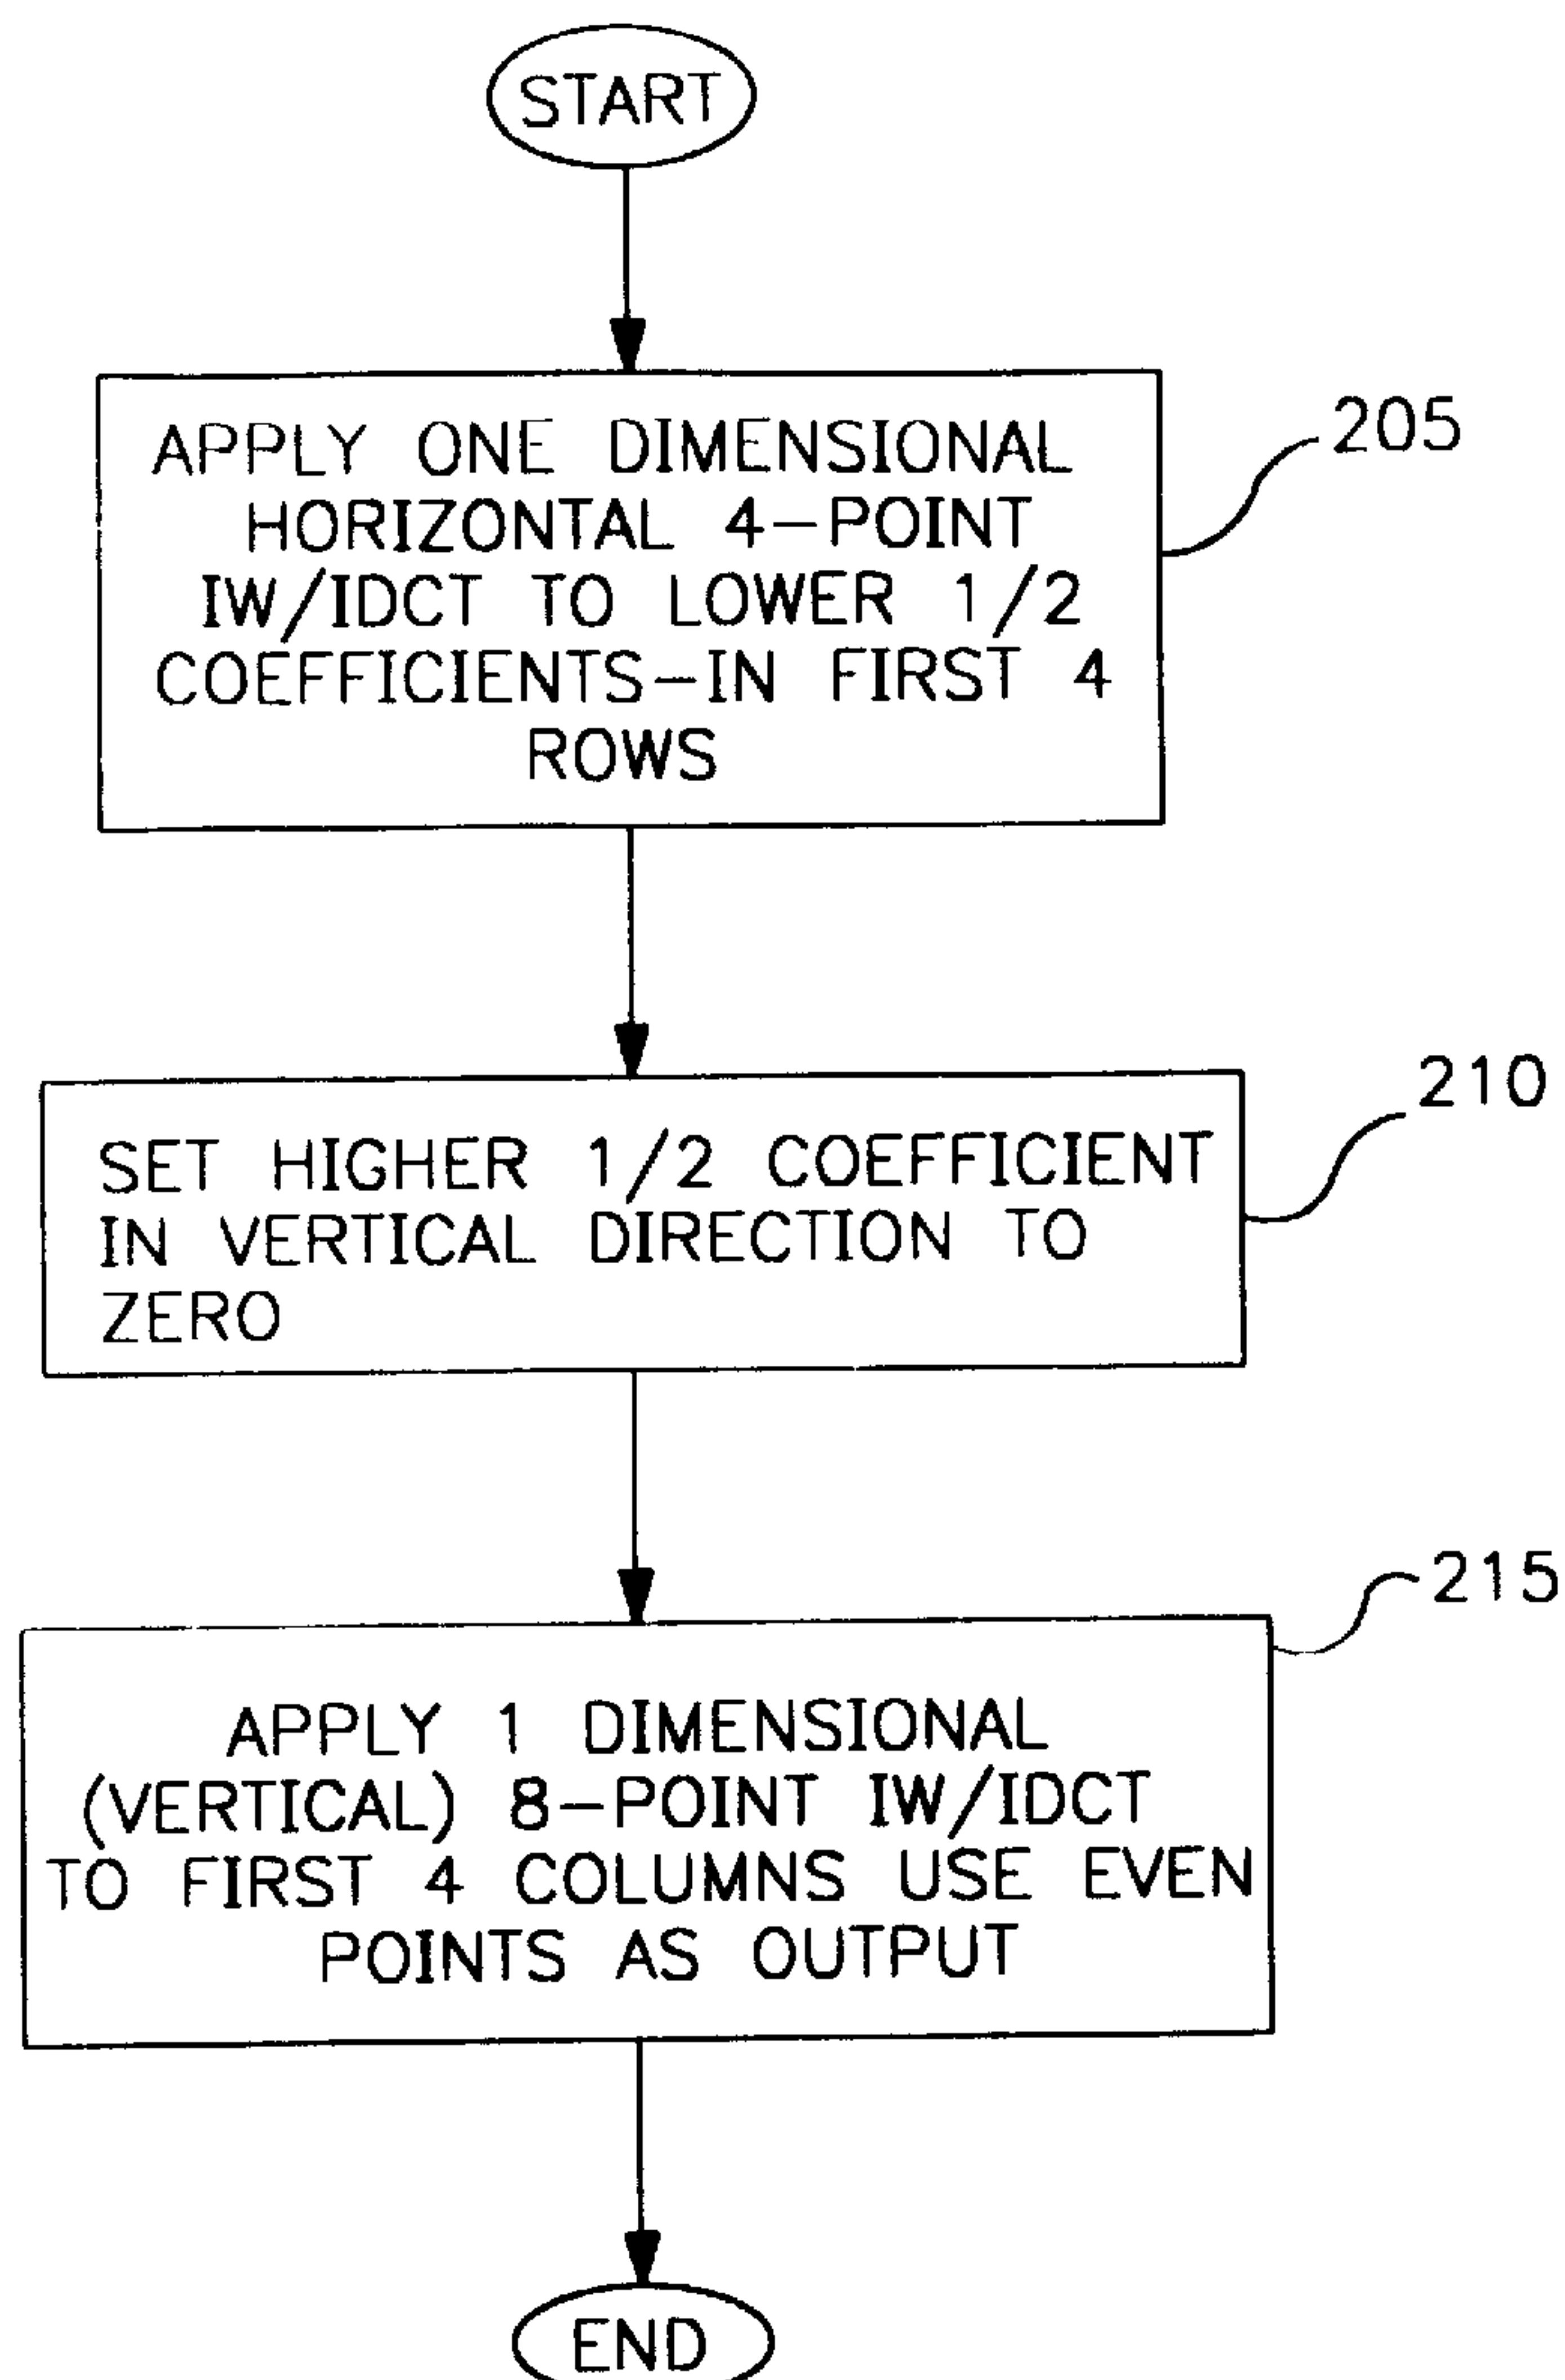 START
APPLY ONE DIMENSIONAL
HORIZONTAL 4-POINT
IW/IDCT TO LOWER 1/2
COEFFICIENTS-IN FIRST 4
ROWS
205
SET HIGHER 1/2 COEFFICIENT
IN VERTICAL DIRECTION TO
ZERO
210
APPLY 1 DIMENSIONAL
(VERTICAL) 8-POINT IW/IDCT
TO FIRST 4 COLUMNS USE EVEN
POINTS AS OUTPUT
215
END